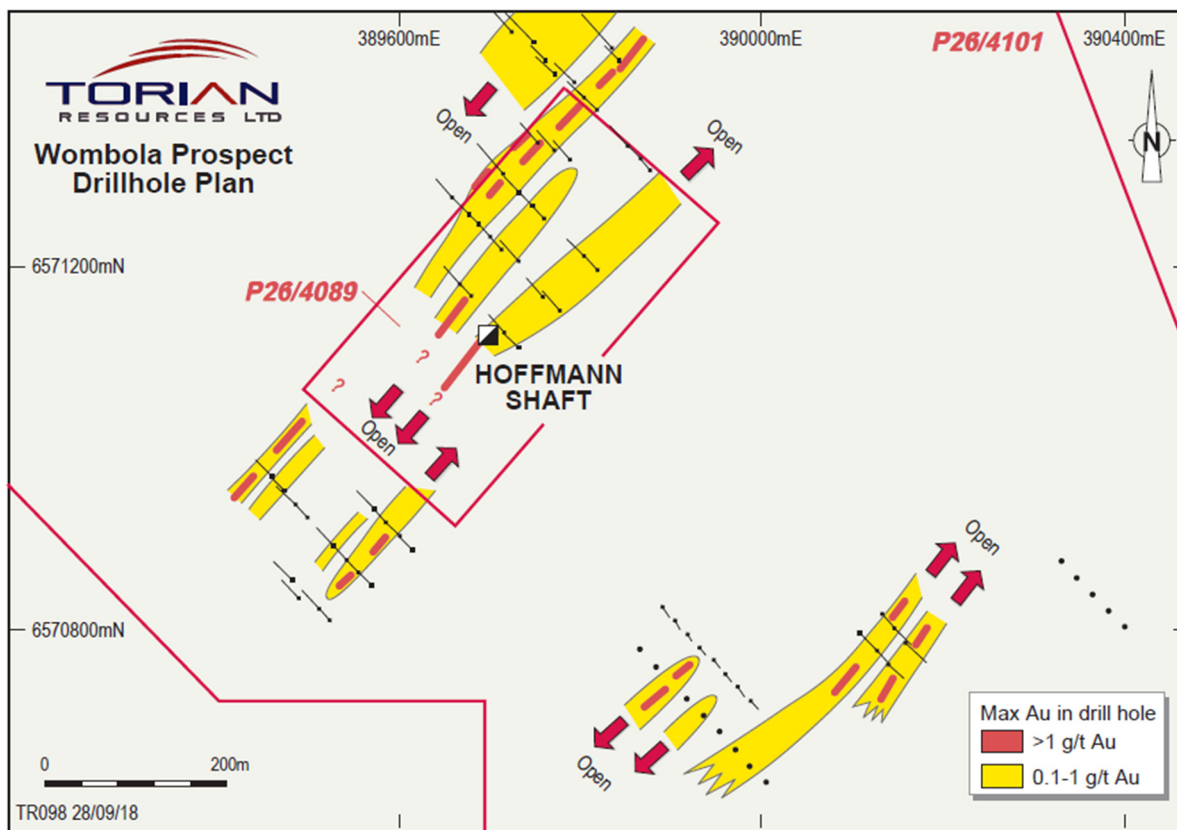 389600mE
390000mE
390400mE
P26/4101
TORIAN
RESOURCES LTD
Wombola Prospect
Drillhole Plan
Open
Open
N
6571200mN
P26/4089
HOFFMANN
SHAFT
?
?
?
Open
Open
6570800mN
Open
Max Au in drill hole
>1 g/t Au
0.1-1 g/t Au
0
200m
TR098 28/09/18